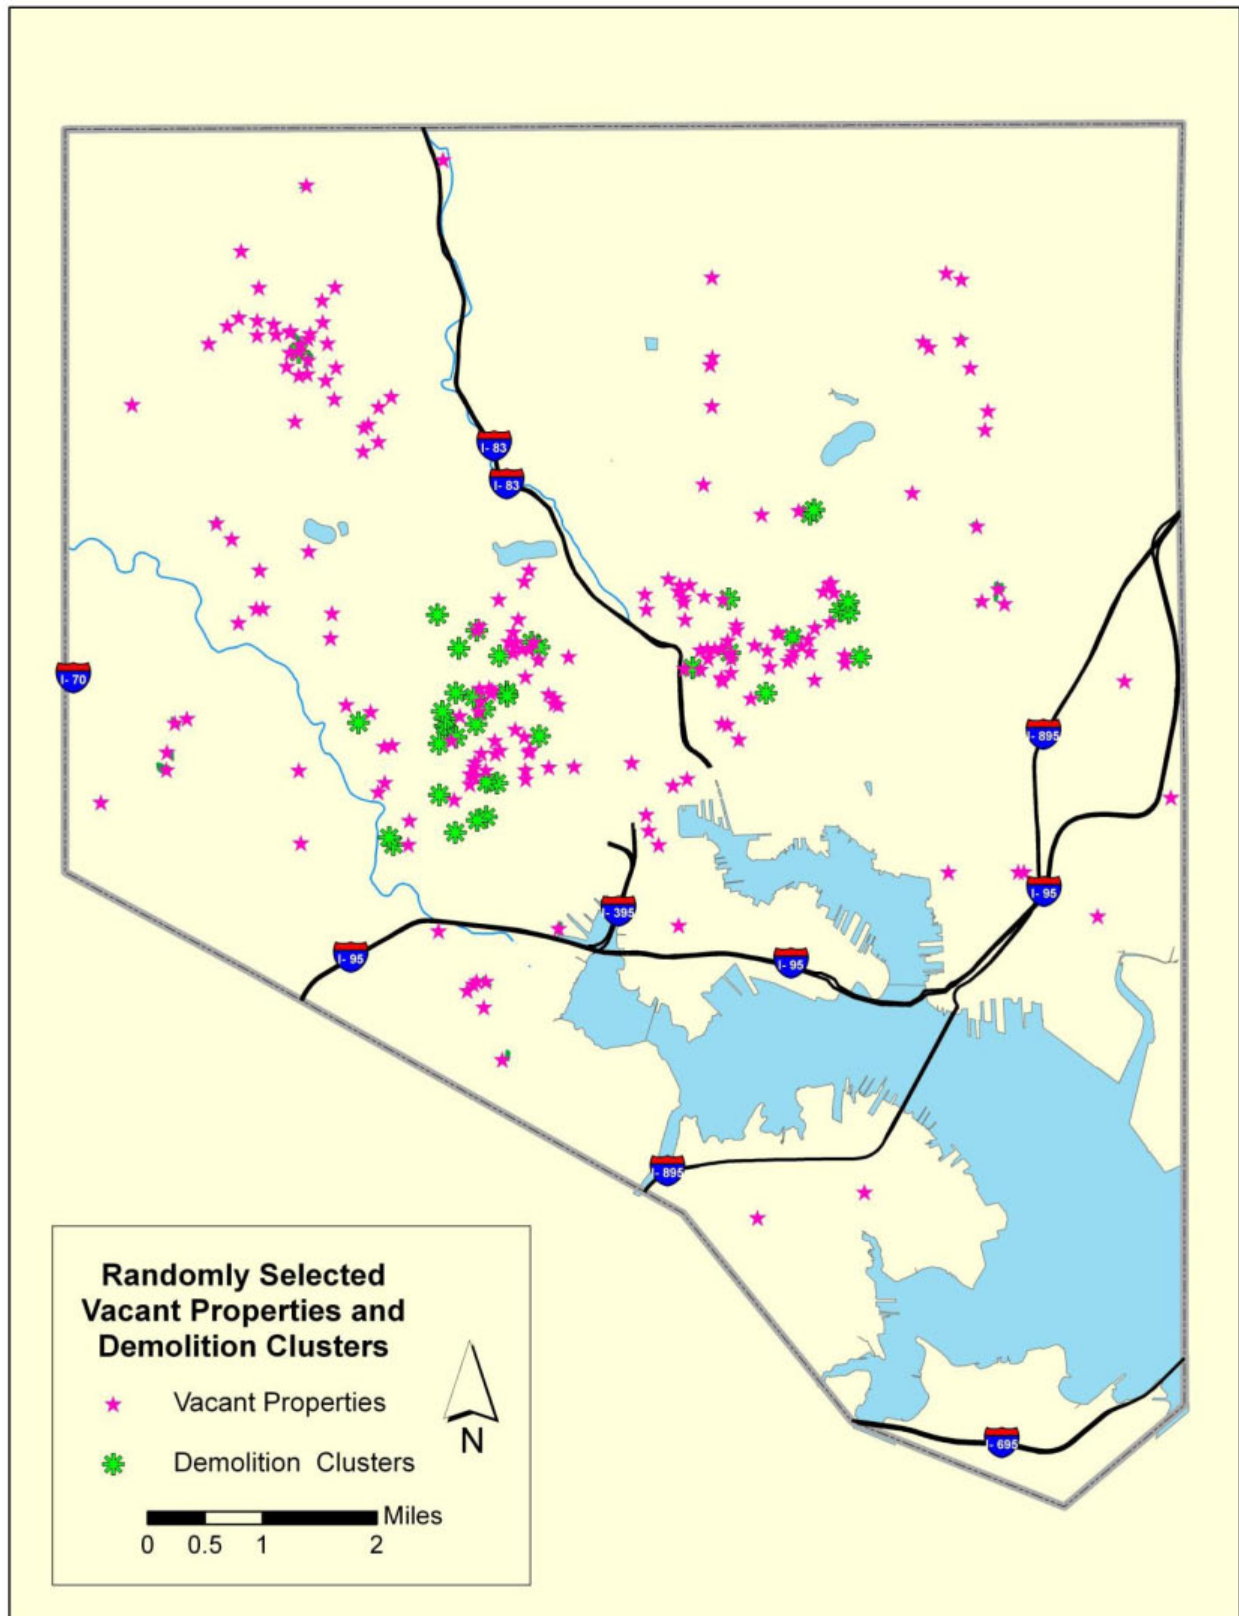 I- 83
I- 83
I- 70
I- 895
I- 95
I- 395
I- 95
I- 95
I- 895
I- 695
Randomly Selected
Vacant Properties and
Demolition Clusters
Vacant Properties
Demolition Clusters
N
Miles
0 0.5 1 2